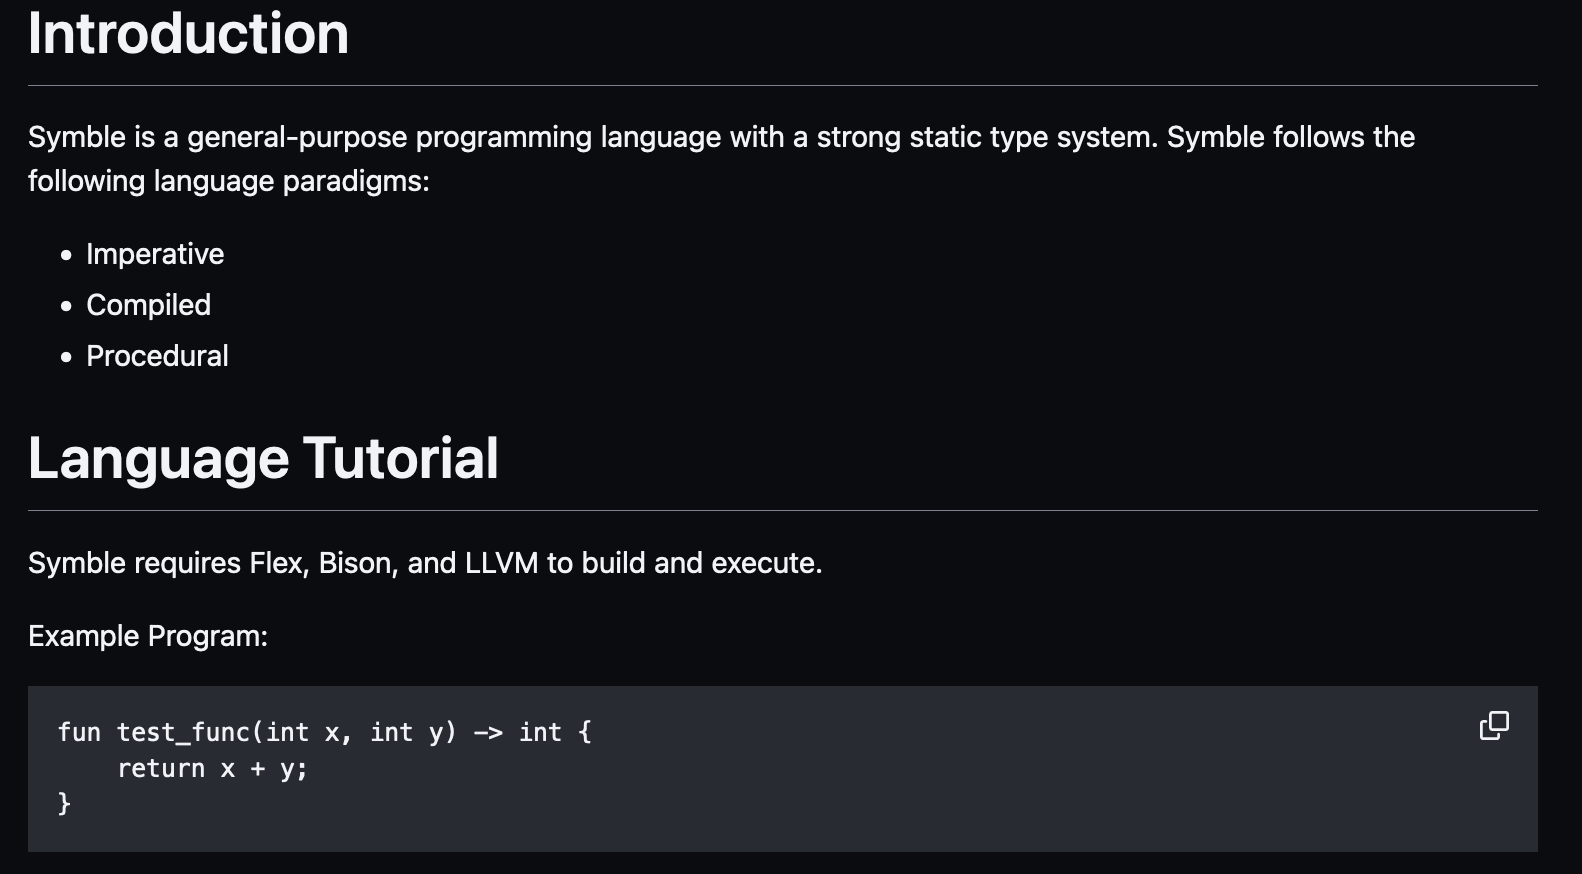 Introduction
Symble is a general-purpose programming language with a strong static type system. Symble follows the
following language paradigms:
• Imperative
• Compiled
• Procedural
Language Tutorial
Symble requires Flex, Bison, and LLVM to build and execute.
Example Program:
fun test_func(int x, int y) -> int {
    return x + y;
}